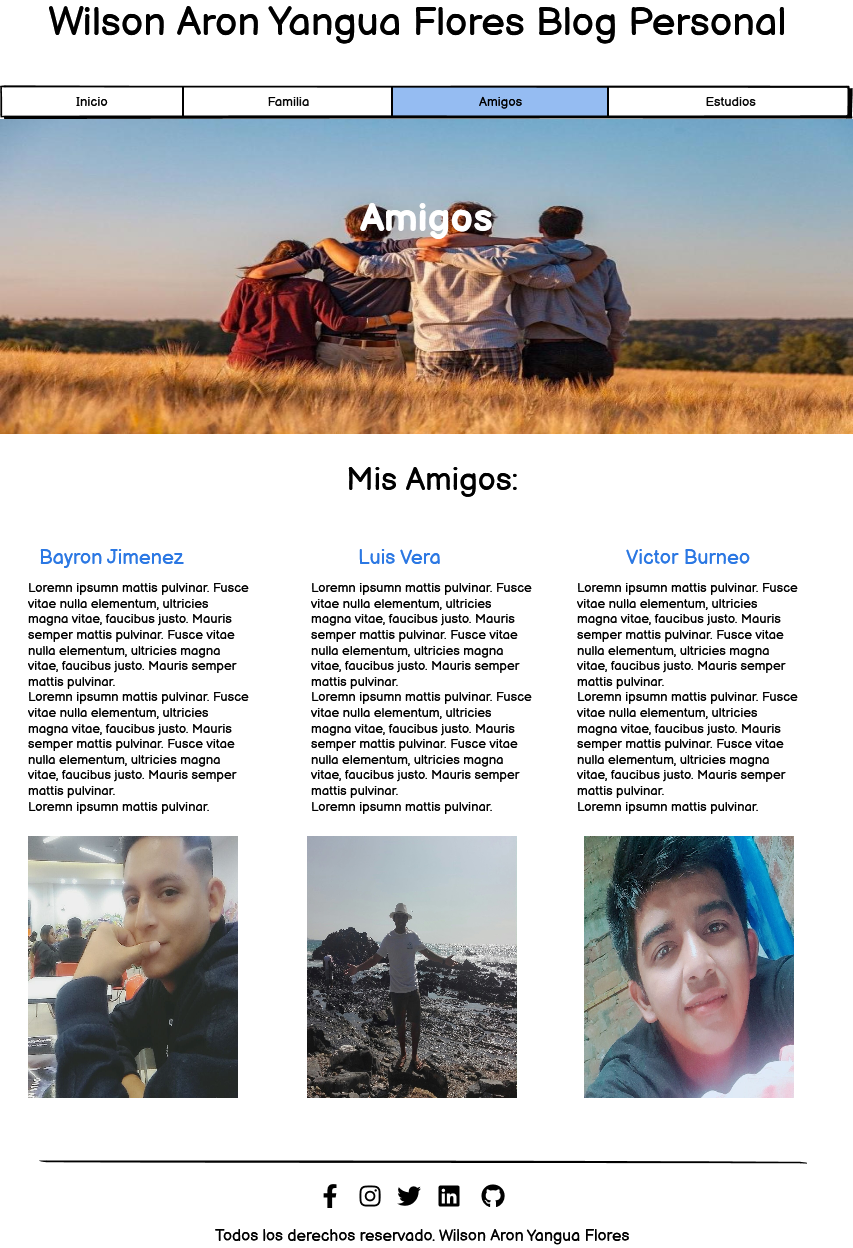 Wilson Aron Yangua Flores Blog Personal
Inicio
Familia
Amigos
Estudios
Amigos
Mis Amigos:
Bayron Jimenez
Loremn ipsumn mattis pulvinar. Fusce
vitae nulla elementum, ultricies
magna vitae, faucibus justo. Mauris
semper mattis pulvinar. Fusce vitae
nulla elementum, ultricies magna
vitae, faucibus justo. Mauris semper
mattis pulvinar.
Loremn ipsumn mattis pulvinar. Fusce
vitae nulla elementum, ultricies
magna vitae, faucibus justo. Mauris
semper mattis pulvinar. Fusce vitae
nulla elementum, ultricies magna
vitae, faucibus justo. Mauris semper
mattis pulvinar.
Loremn ipsumn mattis pulvinar.
Luis Vera
Loremn ipsumn mattis pulvinar. Fusce
vitae nulla elementum, ultricies
magna vitae, faucibus justo. Mauris
semper mattis pulvinar. Fusce vitae
nulla elementum, ultricies magna
vitae, faucibus justo. Mauris semper
mattis pulvinar.
Loremn ipsumn mattis pulvinar. Fusce
vitae nulla elementum, ultricies
magna vitae, faucibus justo. Mauris
semper mattis pulvinar. Fusce vitae
nulla elementum, ultricies magna
vitae, faucibus justo. Mauris semper
mattis pulvinar.
Loremn ipsumn mattis pulvinar.
Victor Burneo
Loremn ipsumn mattis pulvinar. Fusce
vitae nulla elementum, ultricies
magna vitae, faucibus justo. Mauris
semper mattis pulvinar. Fusce vitae
nulla elementum, ultricies magna
vitae, faucibus justo. Mauris semper
mattis pulvinar.
Loremn ipsumn mattis pulvinar. Fusce
vitae nulla elementum, ultricies
magna vitae, faucibus justo. Mauris
semper mattis pulvinar. Fusce vitae
nulla elementum, ultricies magna
vitae, faucibus justo. Mauris semper
mattis pulvinar.
Loremn ipsumn mattis pulvinar.
Todos los derechos reservado. Wilson Aron Yangua Flores